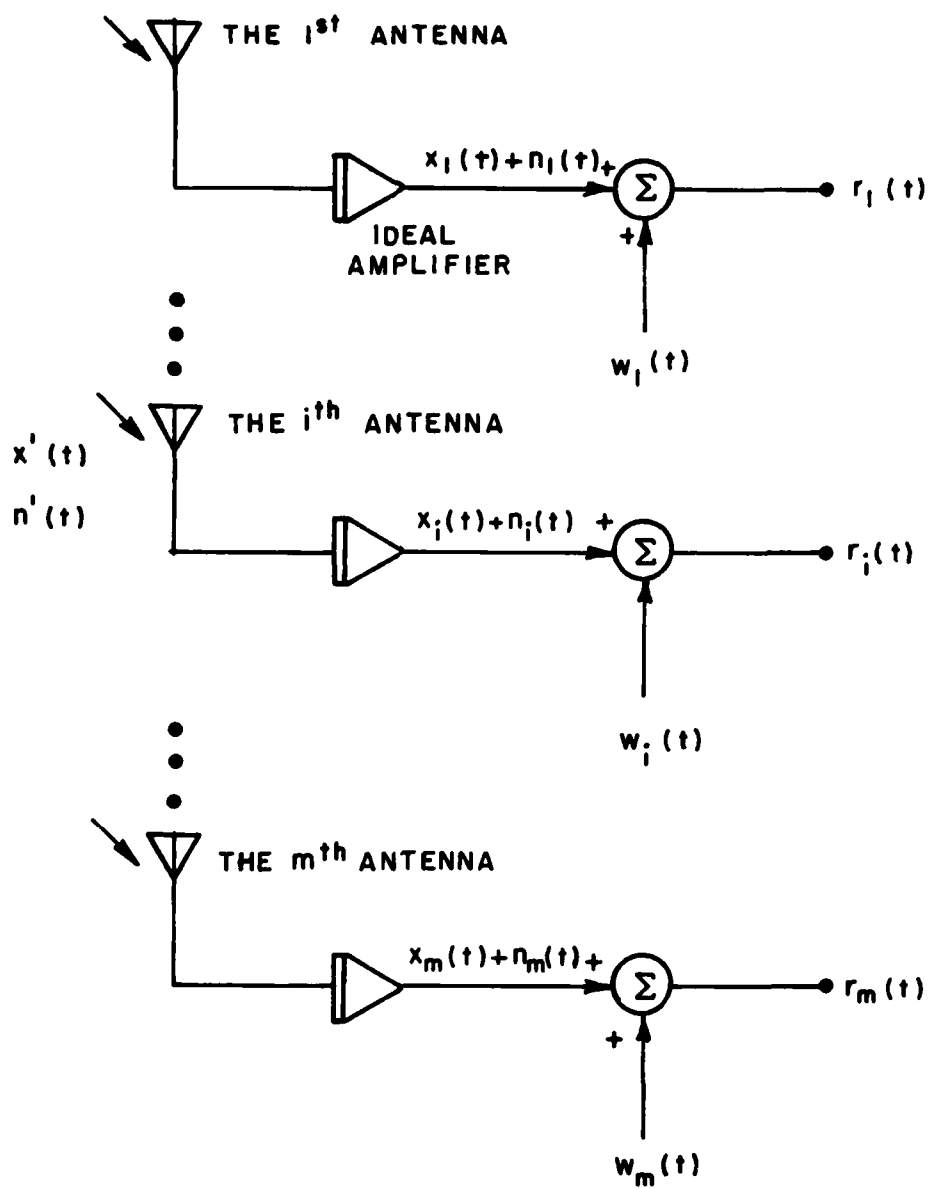 THE 1st ANTENNA
x1(t)+n1(t) +
Σ
r1(t)
+
IDEAL
AMPLIFIER
w1(t)
THE ith ANTENNA
x'(t)
n'(t)
xi(t)+ni(t) +
Σ
ri(t)
wi(t)
THE mth ANTENNA
xm(t)+nm(t) +
Σ
rm(t)
+
wm(t)